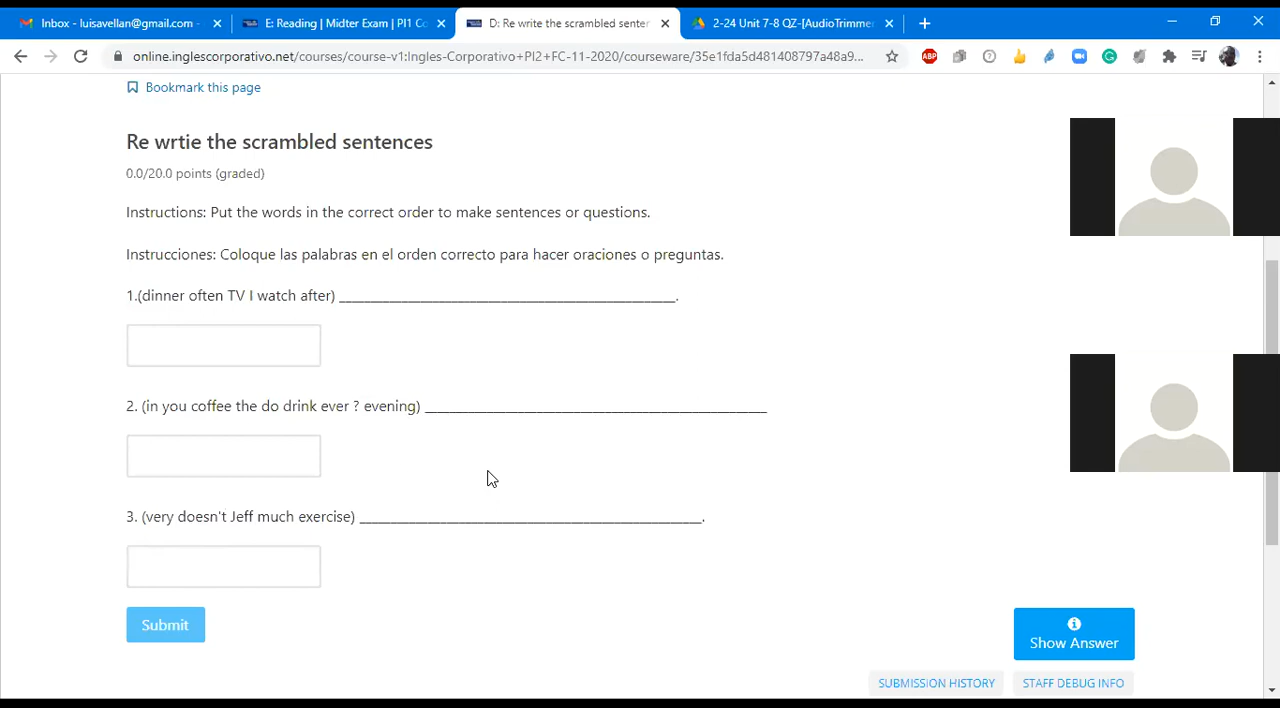 Inbox - luisavellan@gmail.com -
E: Reading | Midter Exam | PI1 Co
D: Re write the scrambled senter
2-24 Unit 7-8 QZ-[AudioTrimmer
online.inglescorporativo.net/courses/course-v1:Ingles-Corporativo+PI2+FC-11-2020/courseware/35e1fda5d481408797a48a9...
ABP
Bookmark this page
Re wrtie the scrambled sentences
0.0/20.0 points (graded)
Instructions: Put the words in the correct order to make sentences or questions.
Instrucciones: Coloque las palabras en el orden correcto para hacer oraciones o preguntas.
1.(dinner often TV I watch after) ________________________________________________.
2. (in you coffee the do drink ever ? evening) _________________________________________________
3. (very doesn't Jeff much exercise) _________________________________________________.
Submit
Show Answer
SUBMISSION HISTORY
STAFF DEBUG INFO